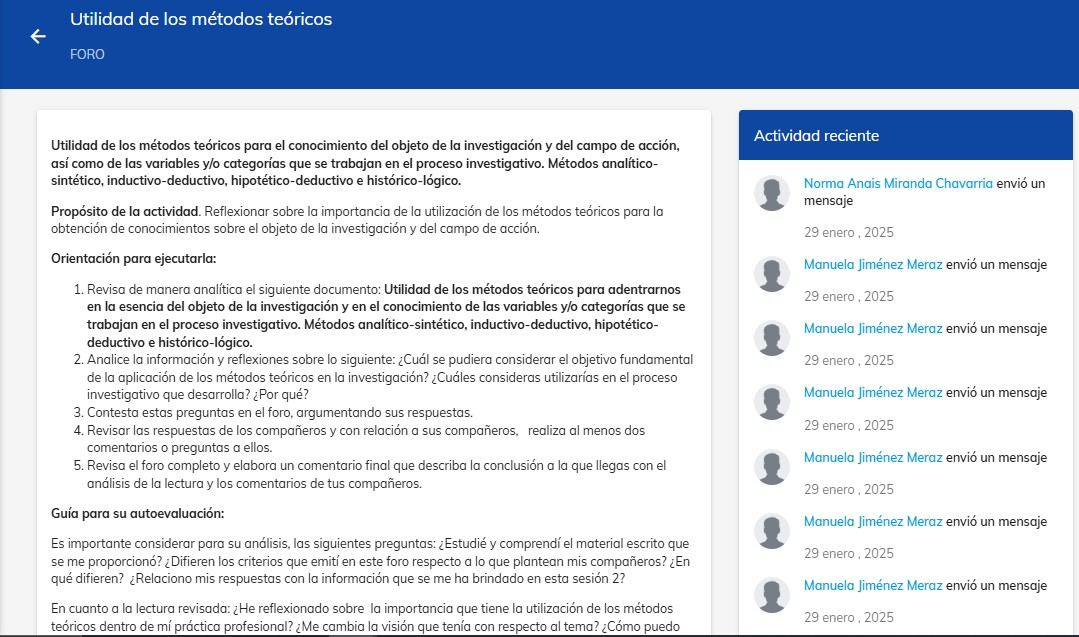 Utilidad de los métodos teóricos
FORO
Utilidad de los métodos teóricos para el conocimiento del objeto de la investigación y del campo de acción,
así como de las variables y/o categorías que se trabajan en el proceso investigativo. Métodos analítico-
sintético, inductivo-deductivo, hipotético-deductivo e histórico-lógico.
Propósito de la actividad. Reflexionar sobre la importancia de la utilización de los métodos teóricos para la
obtención de conocimientos sobre el objeto de la investigación y del campo de acción.
Orientación para ejecutarla:
1. Revisa de manera analítica el siguiente documento: Utilidad de los métodos teóricos para adentrarnos
en la esencia del objeto de la investigación y en el conocimiento de las variables y/o categorías que se
trabajan en el proceso investigativo. Métodos analítico-sintético, inductivo-deductivo, hipotético-
deductivo e histórico-lógico.
2. Analice la información y reflexiones sobre lo siguiente: ¿Cuál se pudiera considerar el objetivo fundamental
de la aplicación de los métodos teóricos en la investigación? ¿Cuáles consideras utilizarías en el proceso
investigativo que desarrolla? ¿Por qué?
3. Contesta estas preguntas en el foro, argumentando sus respuestas.
4. Revisar las respuestas de los compañeros y con relación a sus compañeros, realiza al menos dos
comentarios o preguntas a ellos.
5. Revisa el foro completo y elabora un comentario final que describa la conclusión a la que llegas con el
análisis de la lectura y los comentarios de tus compañeros.
Guía para su autoevaluación:
Es importante considerar para su análisis, las siguientes preguntas: ¿Estudié y comprendí el material escrito que
se me proporcionó? ¿Difieren los criterios que emití en este foro respecto a lo que plantean mis compañeros? ¿En
qué difieren? ¿Relaciono mis respuestas con la información que se me ha brindado en esta sesión 2?
En cuanto a la lectura revisada: ¿He reflexionado sobre la importancia que tiene la utilización de los métodos
teóricos dentro de mí práctica profesional? ¿Me cambia la visión que tenía con respecto al tema? ¿Cómo puedo
Actividad reciente
Norma Anais Miranda Chavarria envió un
mensaje
29 enero , 2025
Manuela Jiménez Meraz envió un mensaje
29 enero , 2025
Manuela Jiménez Meraz envió un mensaje
29 enero , 2025
Manuela Jiménez Meraz envió un mensaje
29 enero , 2025
Manuela Jiménez Meraz envió un mensaje
29 enero , 2025
Manuela Jiménez Meraz envió un mensaje
29 enero , 2025
Manuela Jiménez Meraz envió un mensaje
29 enero , 2025